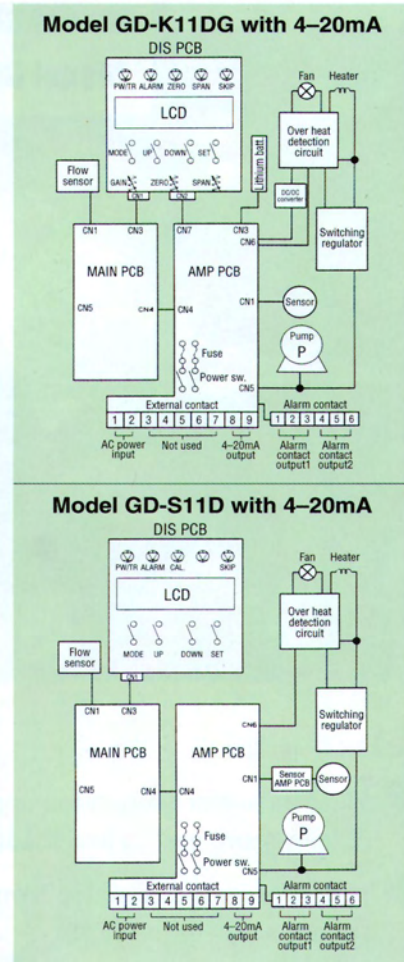 Model GD-K11DG with 4–20mA
DIS PCB
PW/TR ALARM ZERO SPAN SKIP
LCD
MODE UP DOWN SET
GAIN ZERO SPAN
CN1 CN2
Flow
sensor
Lithium batt.
Fan Heater
Over heat
detection
circuit
DC/DC
converter
Switching
regulator
CN1 CN3
CN7 CN3
CN6
MAIN PCB
AMP PCB
CN5
CN4 CN4
CN1
Sensor
Pump
P
Fuse
Power sw.
CN5
External contact
Alarm contact
1 2 3 4 5 6 7 8 9
1 2 3 4 5 6
AC power
input
Not used
4–20mA
output
Alarm
contact
output1
Alarm
contact
output2
Model GD-S11D with 4–20mA
DIS PCB
PW/TR ALARM CAL. SKIP
LCD
MODE UP DOWN SET
CN1
Flow
sensor
Fan Heater
Over heat
detection
circuit
Switching
regulator
CN1 CN3
CN6
MAIN PCB
AMP PCB
CN5
CN4 CN4
CN1
Sensor
AMP PCB
Sensor
Pump
P
Fuse
Power sw.
CN5
External contact
Alarm contact
1 2 3 4 5 6 7 8 9
1 2 3 4 5 6
AC power
input
Not used
4–20mA
output
Alarm
contact
output1
Alarm
contact
output2